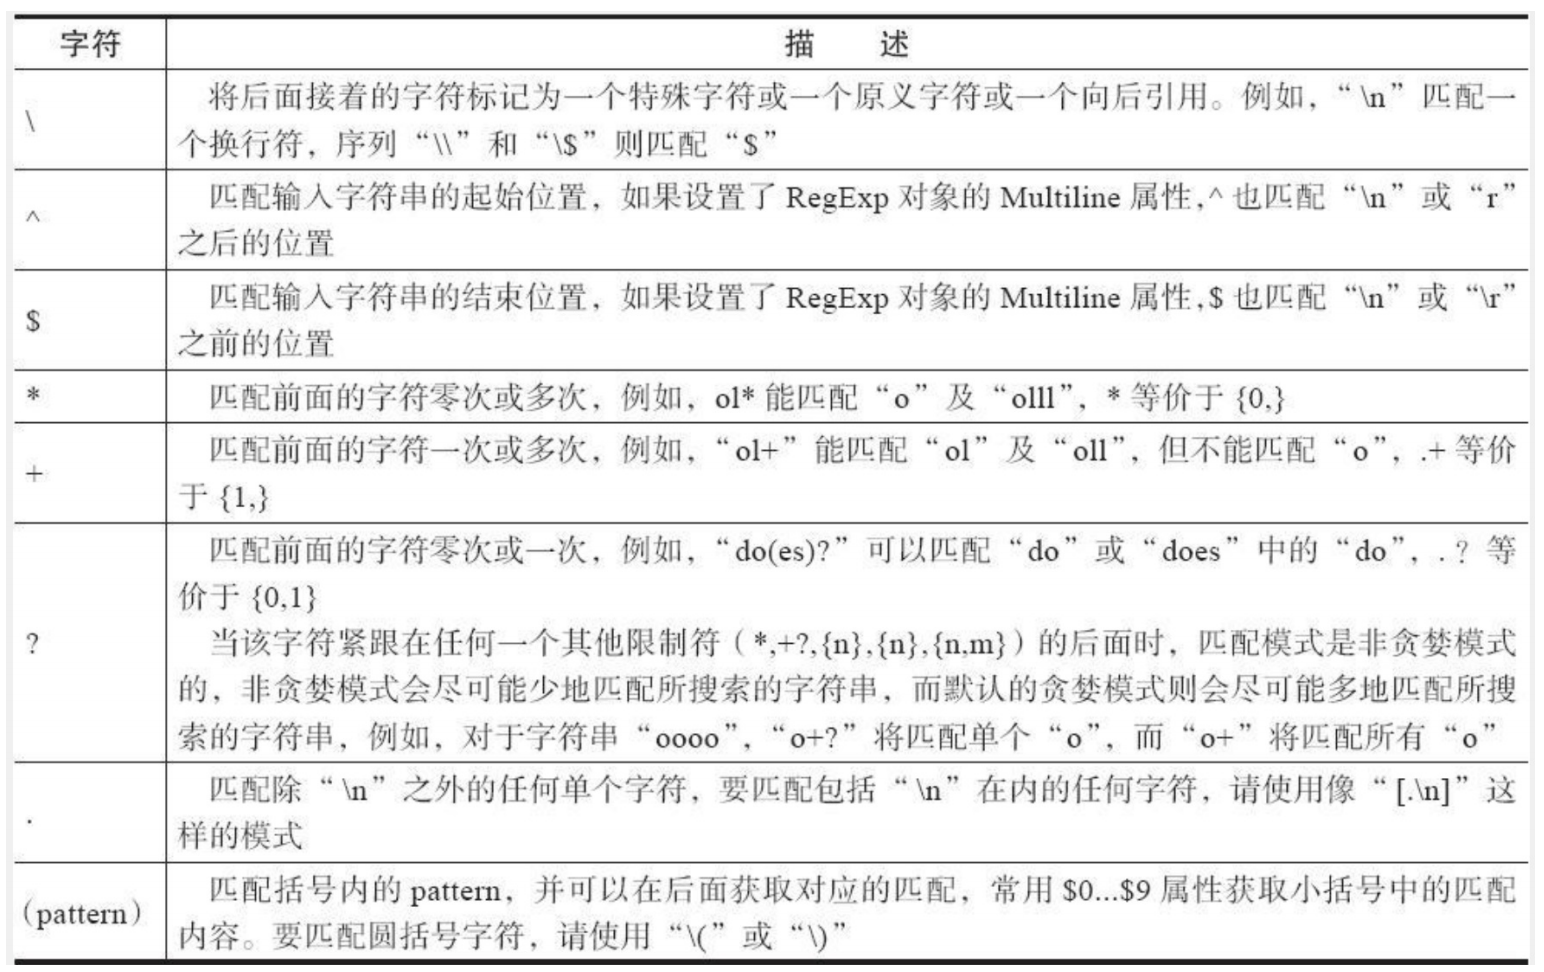 字符 描 述
\ 将后面接着的字符标记为一个特殊字符或一个原义字符或一个向后引用。例如，“\n”匹配一
个换行符，序列“\\”和“\$”则匹配“$”
^ 匹配输入字符串的起始位置，如果设置了 RegExp 对象的 Multiline 属性,^ 也匹配“\n”或“r”
之后的位置
$ 匹配输入字符串的结束位置，如果设置了 RegExp 对象的 Multiline 属性,$ 也匹配“\n”或“\r”
之前的位置
* 匹配前面的字符零次或多次，例如，ol* 能匹配“o”及“olll”，* 等价于 {0,}
+ 匹配前面的字符一次或多次，例如，“ol+”能匹配“ol”及“oll”，但不能匹配“o”，.+ 等价
于 {1,}
? 匹配前面的字符零次或一次，例如，“do(es)?”可以匹配“do”或“does”中的“do”，.？等
价于 {0,1}
当该字符紧跟在任何一个其他限制符（*,+?,{n},{n},{n,m}）的后面时，匹配模式是非贪婪模式
的，非贪婪模式会尽可能少地匹配所搜索的字符串，而默认的贪婪模式则会尽可能多地匹配所搜
索的字符串，例如，对于字符串“oooo”，“o+?”将匹配单个“o”，而“o+”将匹配所有“o”
. 匹配除“\n”之外的任何单个字符，要匹配包括“\n”在内的任何字符，请使用像“[.\n]”这
样的模式
（pattern） 匹配括号内的 pattern，并可以在后面获取对应的匹配，常用 $0...$9 属性获取小括号中的匹配
内容。要匹配圆括号字符，请使用“\(”或“\)”